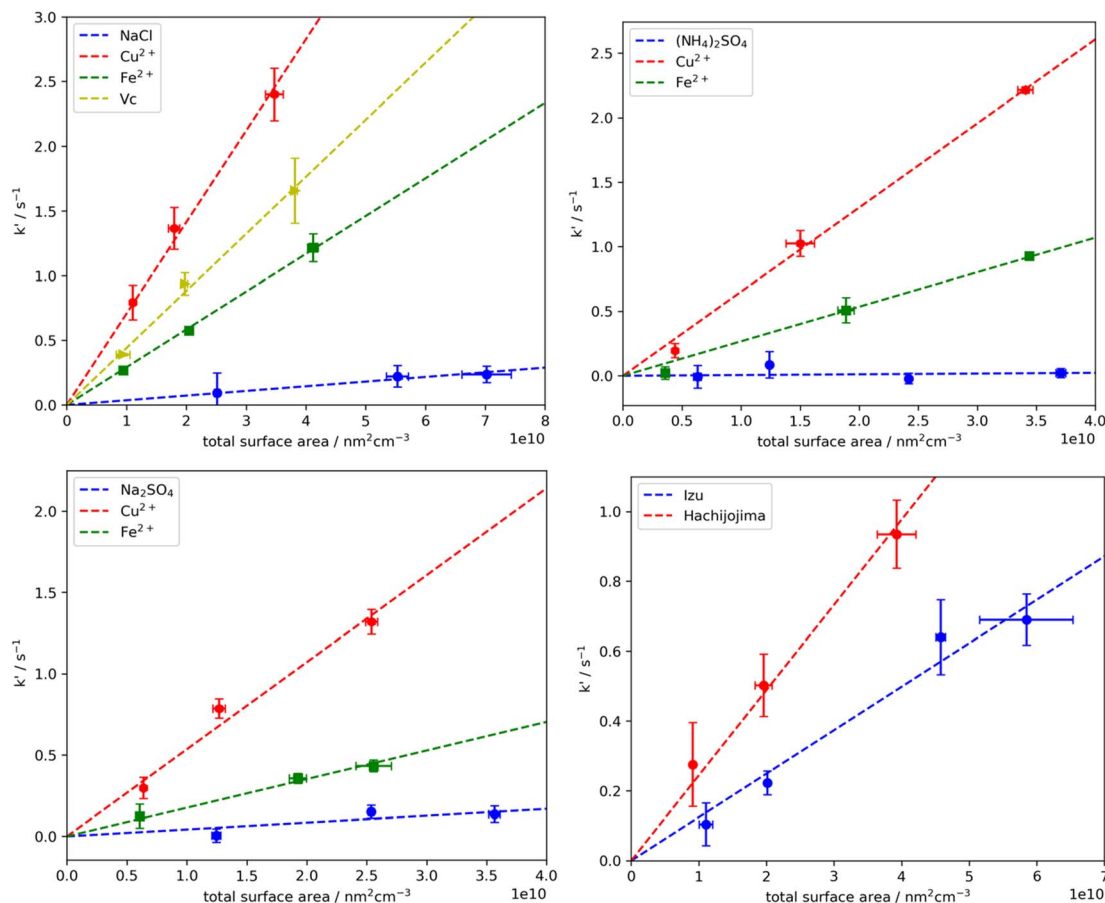 NaCl
Cu2+
Fe2+
Vc
3.0
2.5
2.0
1.5
1.0
0.5
0.0
k' / s−1
0 1 2 3 4 5 6 7 8
1e10
total surface area / nm2cm−3
(NH4)2SO4
Cu2+
Fe2+
2.5
2.0
1.5
1.0
0.5
0.0
k' / s−1
0.0 0.5 1.0 1.5 2.0 2.5 3.0 3.5 4.0
1e10
total surface area / nm2cm−3
Na2SO4
Cu2+
Fe2+
2.0
1.5
1.0
0.5
0.0
k' / s−1
0.0 0.5 1.0 1.5 2.0 2.5 3.0 3.5 4.0
1e10
total surface area / nm2cm−3
Izu
Hachijojima
1.0
0.8
0.6
0.4
0.2
0.0
k' / s−1
0 1 2 3 4 5 6 7
1e10
total surface area / nm2cm−3